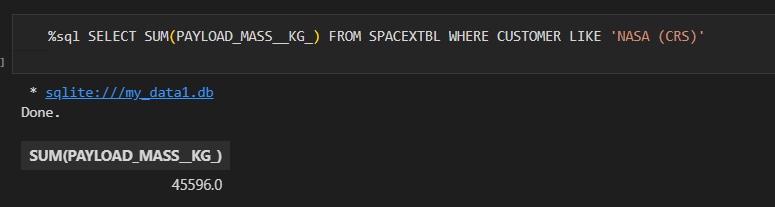 %sql SELECT SUM(PAYLOAD_MASS__KG_) FROM SPACEXTBL WHERE CUSTOMER LIKE 'NASA (CRS)'
]
* sqlite:///my_data1.db
Done.
SUM(PAYLOAD_MASS__KG_)
45596.0